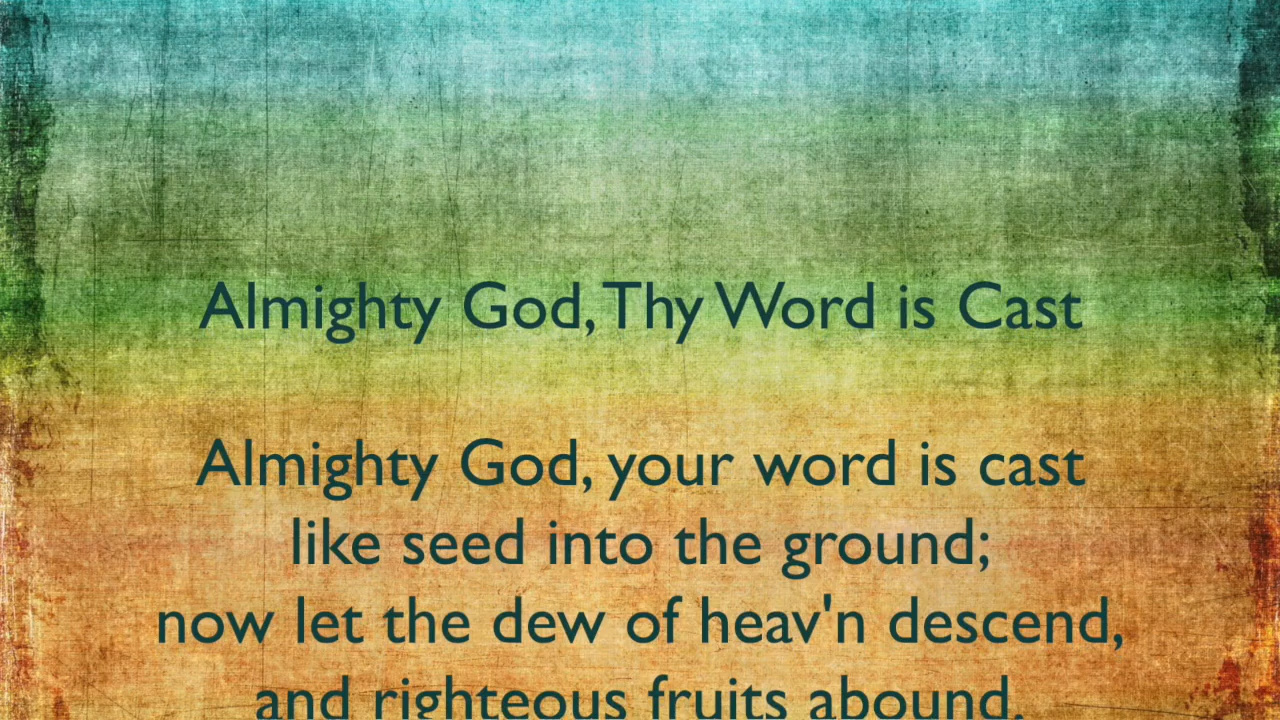 Almighty God, Thy Word is Cast
Almighty God, your word is cast
like seed into the ground;
now let the dew of heav'n descend,
and righteous fruits abound.